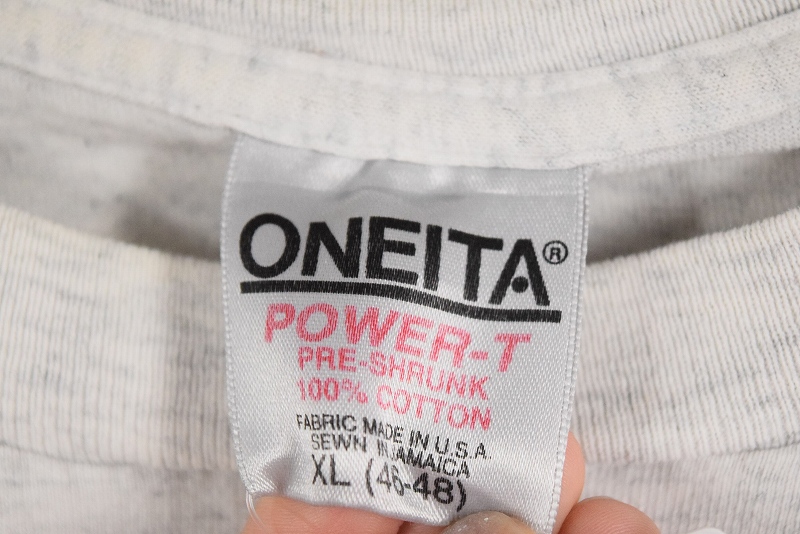 ONEITA®
POWER-T
PRE-SHRUNK
100% COTTON
FABRIC MADE IN U.S.A.
SEWN IN JAMAICA
XL (46-48)